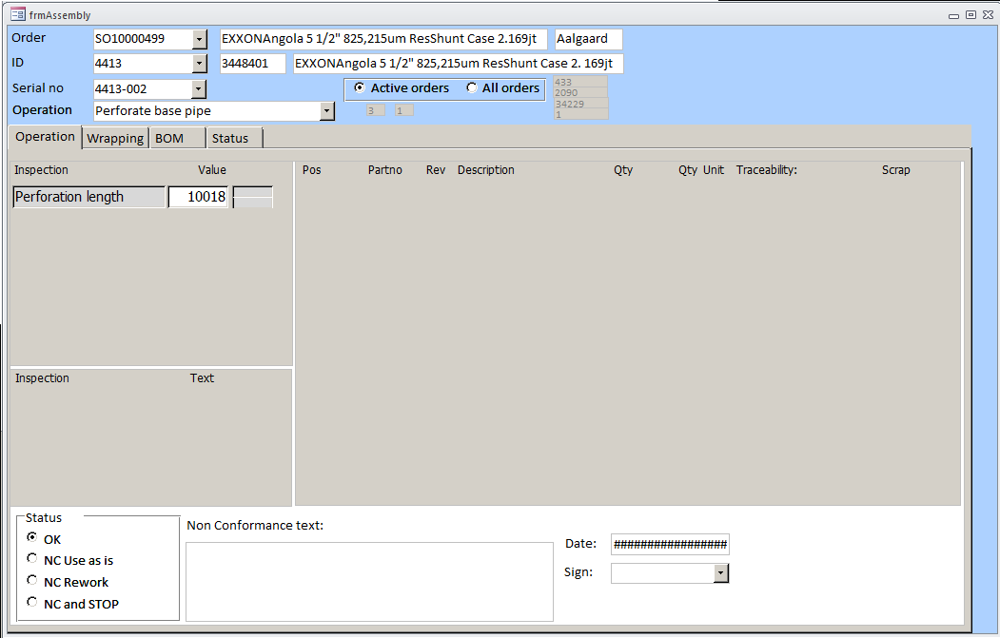 frmAssembly
Order SO10000499 EXXONAngola 5 1/2" 825,215um ResShunt Case 2.169jt Aalgaard
ID 4413 3448401 EXXONAngola 5 1/2" 825,215um ResShunt Case 2. 169jt
Serial no 4413-002 Active orders All orders 433
2090
Operation Perforate base pipe 3 1 34229
1
Operation Wrapping BOM Status
Inspection Value Pos Partno Rev Description Qty Qty Unit Traceability: Scrap
Perforation length 10018
Inspection Text
Status
OK
NC Use as is
NC Rework
NC and STOP
Non Conformance text:
Date: #################
Sign: